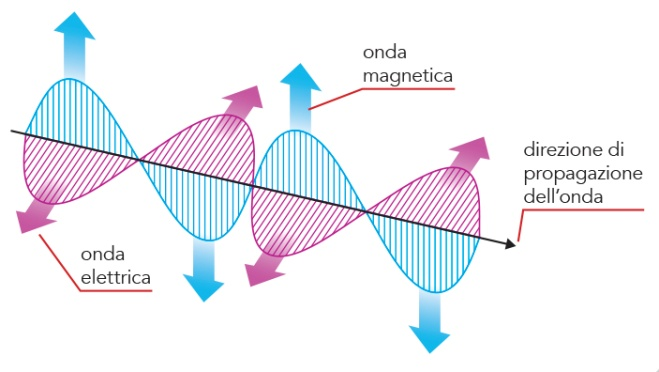 onda
magnetica
direzione di
propagazione
dell'onda
onda
elettrica